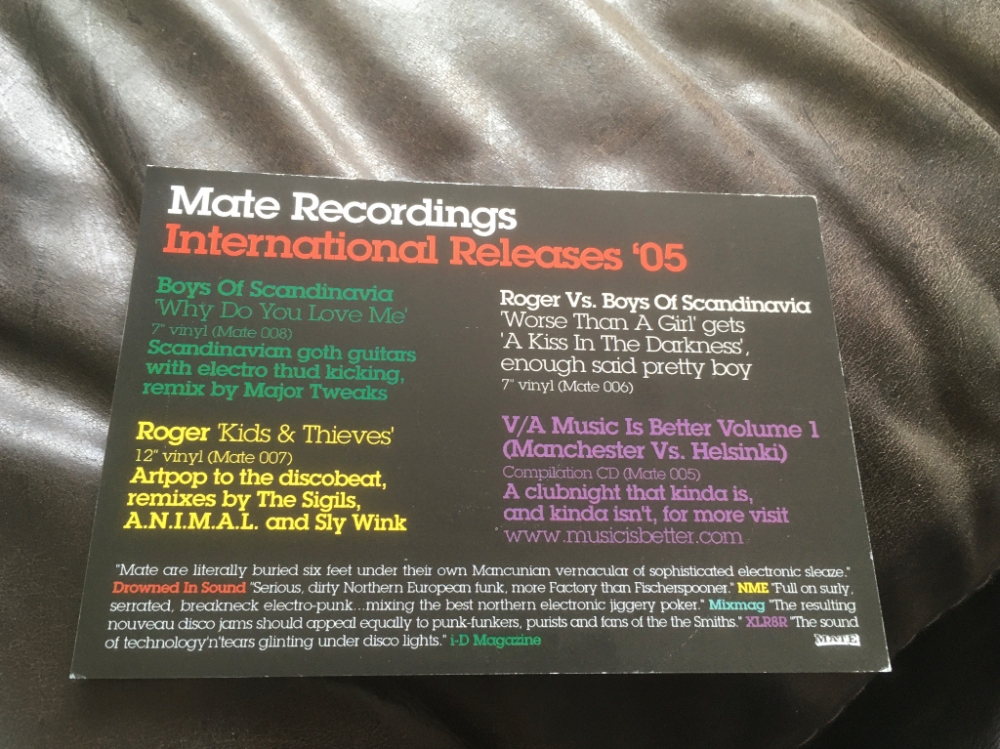 Mate Recordings
International Releases '05
Boys Of Scandinavia
'Why Do You Love Me'
7" vinyl (Mate 008)
Scandinavian goth guitars
with electro thud kicking,
remix by Major Tweaks
Roger 'Kids & Thieves'
12" vinyl (Mate 007)
Artpop to the discobeat,
remixes by The Sigils,
A.N.I.M.A.L. and Sly Wink
Roger Vs. Boys Of Scandinavia
'Worse Than A Girl' gets
'A Kiss In The Darkness',
enough said pretty boy
7" vinyl (Mate 006)
V/A Music Is Better Volume 1
(Manchester Vs. Helsinki)
Compilation CD (Mate 005)
A clubnight that kinda is,
and kinda isn't, for more visit
www.musicisbetter.com
"Mate are literally buried six feet under their own Mancunian vernacular of sophisticated electronic sleaze."
Drowned In Sound "Serious, dirty Northern European funk, more Factory than Fischerspooner." NME "Full on surly,
serrated, breakneck electro-punk...mixing the best northern electronic jiggery poker." Mixmag "The resulting
nouveau disco jams should appeal equally to punk-funkers, purists and fans of the the Smiths." XLR8R "The sound
of technology'n'tears glinting under disco lights." i-D Magazine
MATE